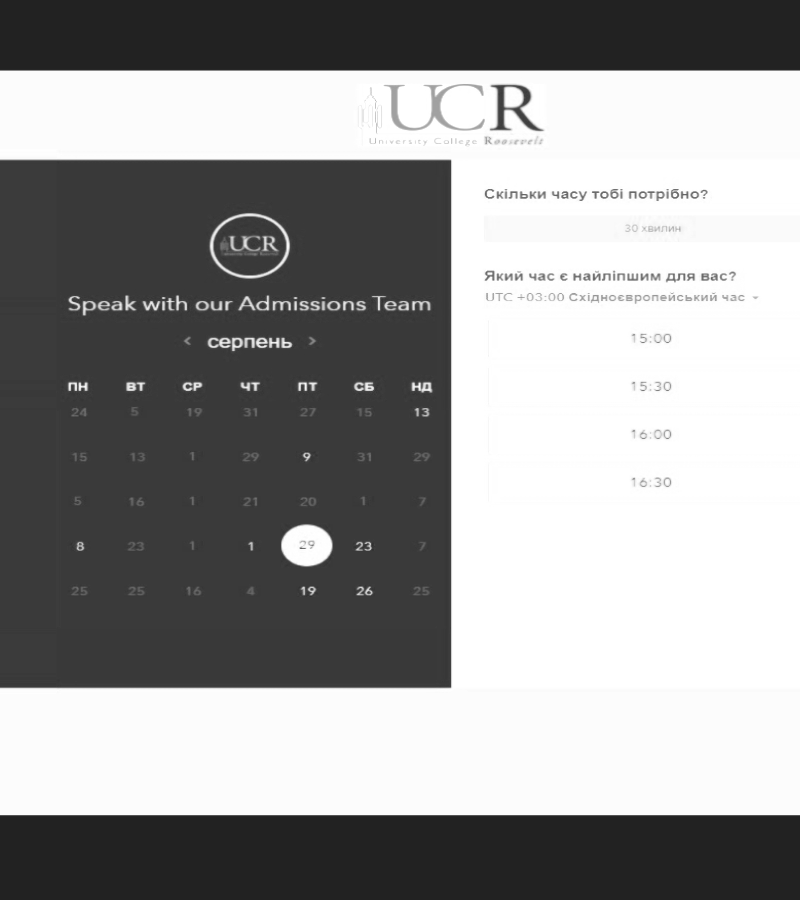 UCR
University College Roosevelt
UCR
Speak with our Admissions Team
< серпень >
ПН ВТ СР ЧТ ПТ СБ НД
24 5 19 31 27 15 13
15 13 1 29 9 31 29
5 16 1 21 20 1 7
8 23 1 1 29 23 7
25 25 16 4 19 26 25
Скільки часу тобі потрібно?
30 хвилин
Який час є найліпшим для вас?
UTC +03:00 Східноєвропейський час
15:00
15:30
16:00
16:30